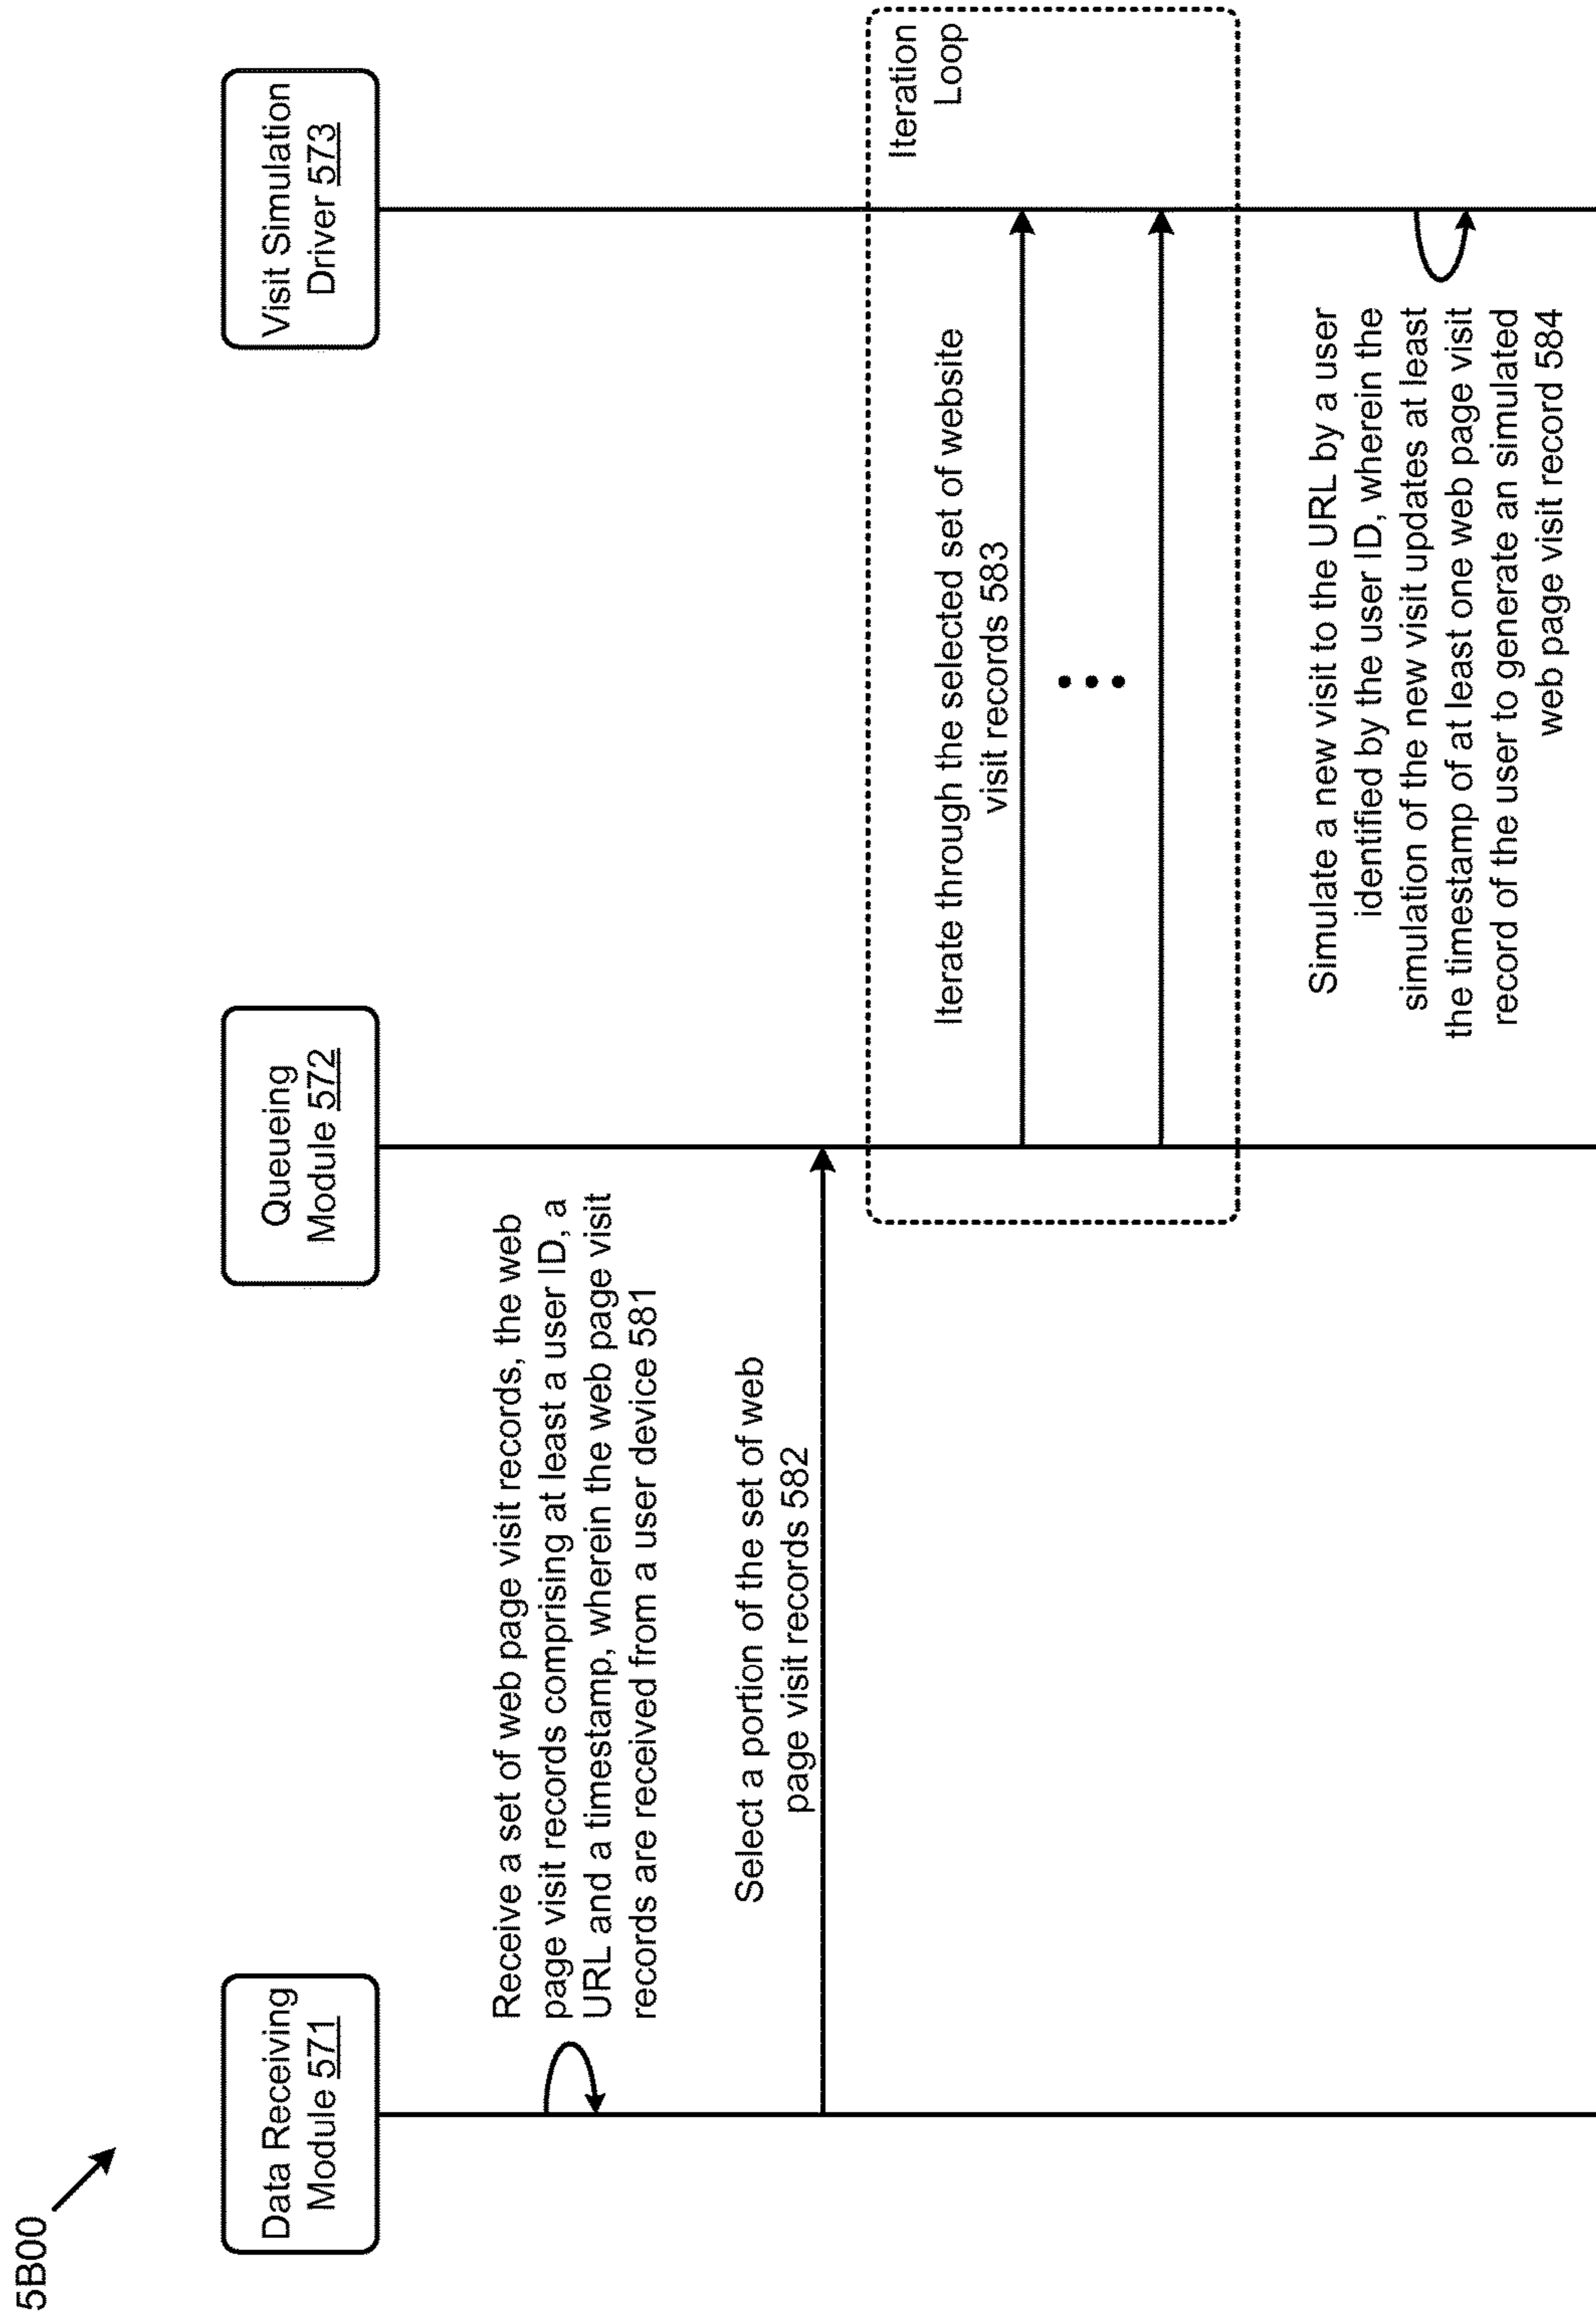 5B00
Data Receiving
Module 571
Queueing
Module 572
Visit Simulation
Driver 573
Receive a set of web page visit records, the web
page visit records comprising at least a user ID, a
URL and a timestamp, wherein the web page visit
records are received from a user device 581
Select a portion of the set of web
page visit records 582
Iteration
Loop
Iterate through the selected set of website
visit records 583
Simulate a new visit to the URL by a user
identified by the user ID, wherein the
simulation of the new visit updates at least
the timestamp of at least one web page visit
record of the user to generate an simulated
web page visit record 584